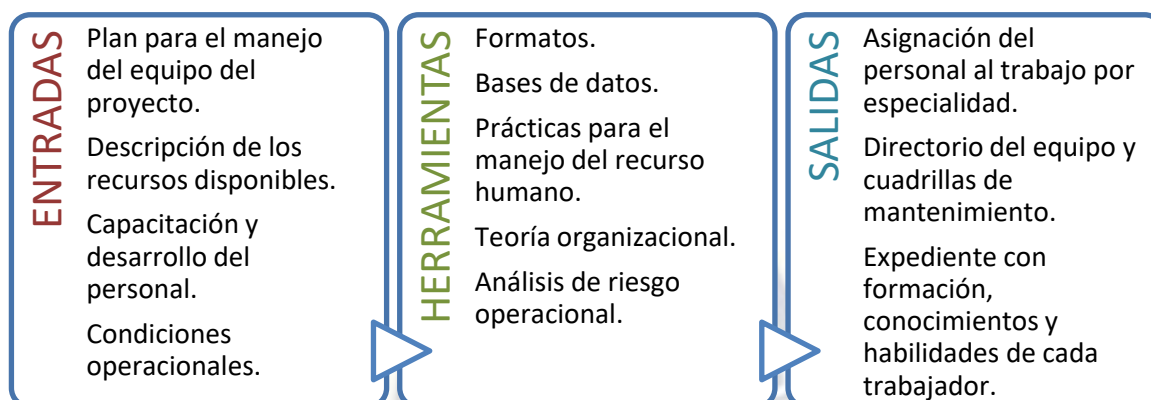 ENTRADAS
Plan para el manejo
del equipo del
proyecto.
Descripción de los
recursos disponibles.
Capacitación y
desarrollo del
personal.
Condiciones
operacionales.
HERRAMIENTAS
Formatos.
Bases de datos.
Prácticas para el
manejo del recurso
humano.
Teoría organizacional.
Análisis de riesgo
operacional.
SALIDAS
Asignación del
personal al trabajo por
especialidad.
Directorio del equipo y
cuadrillas de
mantenimiento.
Expediente con
formación,
conocimientos y
habilidades de cada
trabajador.